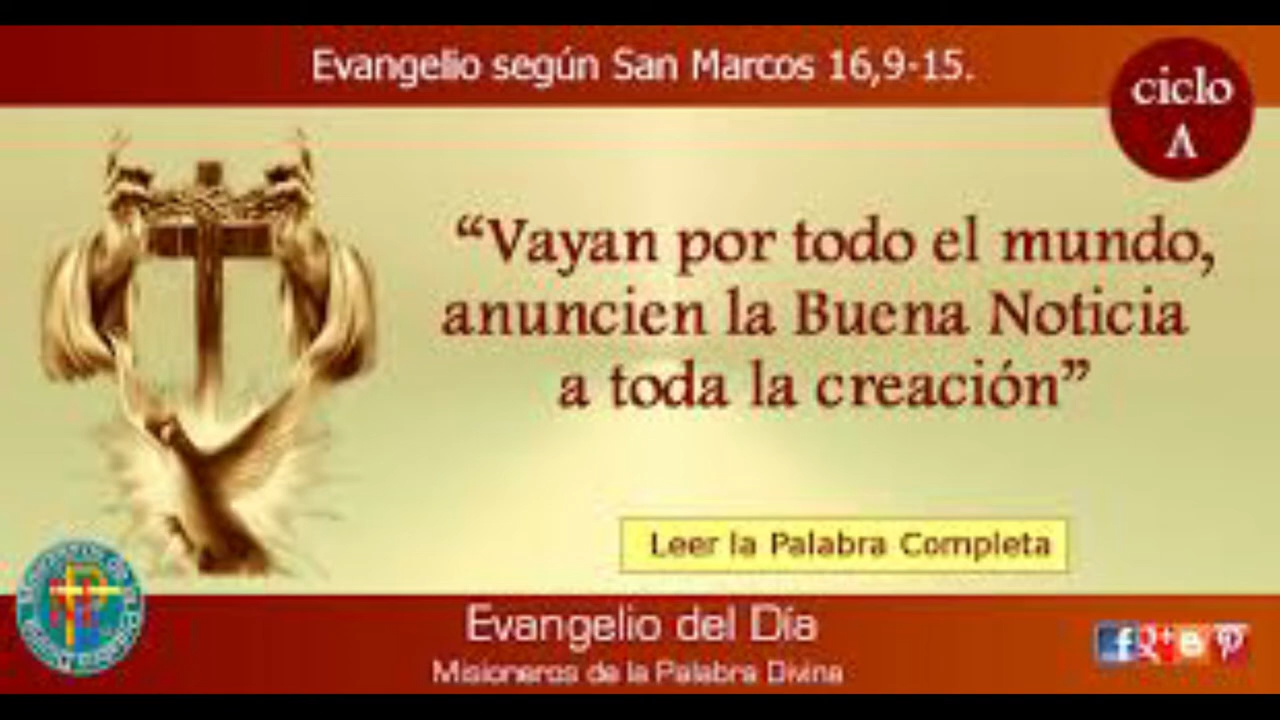 Evangelio según San Marcos 16,9-15.
ciclo
A
“Vayan por todo el mundo,
anuncien la Buena Noticia
a toda la creación”
Leer la Palabra Completa
Evangelio del Día
Misioneros de la Palabra Divina